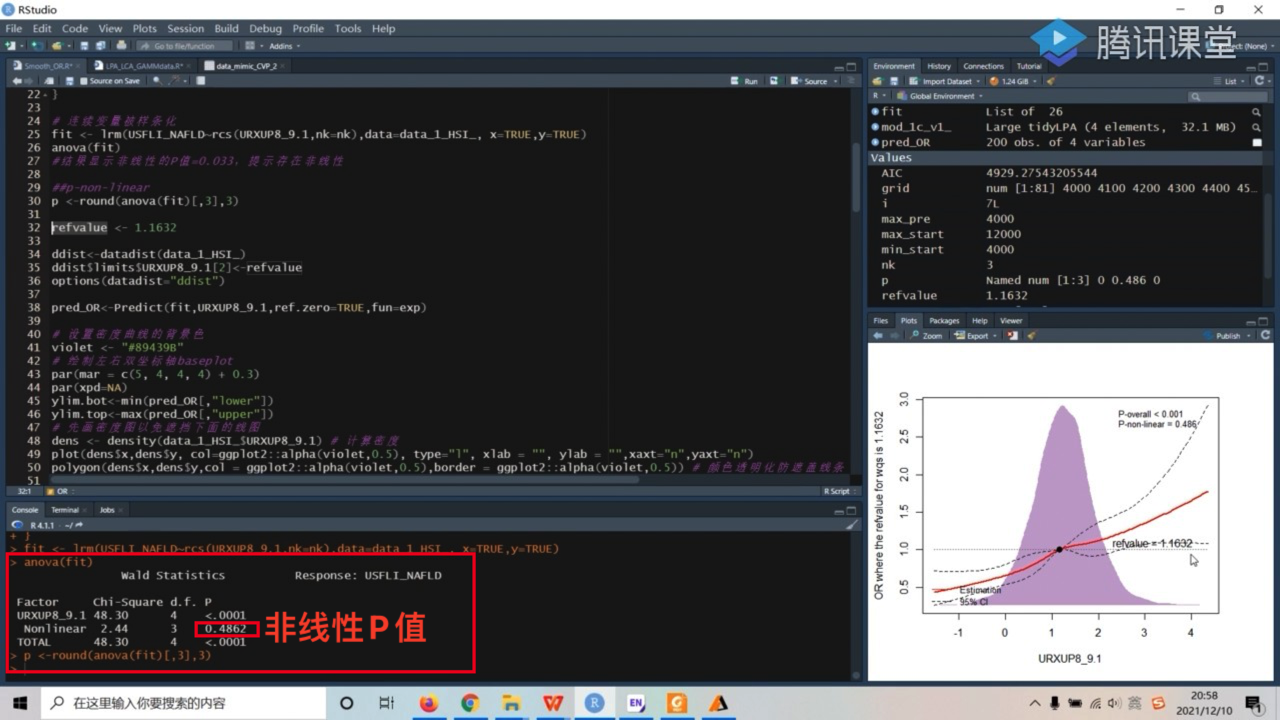 RStudio
File Edit Code View Plots Session Build Debug Profile Tools Help
Go to file/function Addins
腾讯课堂
Project: (None)
Smooth_OR.R* LPA_LCA_GAMMdata.R* data_mimic_CVP_2
Source on Save Run Source
22 }
23
24 # 连续变量被样条化
25 fit <- lrm(USFLI_NAFLD~rcs(URXUP8_9.1,nk=nk),data=data_1_HSI_, x=TRUE,y=TRUE)
26 anova(fit)
27 #结果显示非线性的P值=0.033，提示存在非线性
28
29 ##p-non-linear
30 p <-round(anova(fit)[,3],3)
31
32 refvalue <- 1.1632
33
34 ddist<-datadist(data_1_HSI_)
35 ddist$limits$URXUP8_9.1[2]<-refvalue
36 options(datadist="ddist")
37
38 pred_OR<-Predict(fit,URXUP8_9.1,ref.zero=TRUE,fun=exp)
39
40 # 设置密度曲线的背景色
41 violet <- "#89439B"
42 # 绘制左右双坐标轴baseplot
43 par(mar = c(5, 4, 4, 4) + 0.3)
44 par(xpd=NA)
45 ylim.bot<-min(pred_OR[,"lower"])
46 ylim.top<-max(pred_OR[,"upper"])
47 # 先画密度图以免遮挡下面的线图
48 dens <- density(data_1_HSI_$URXUP8_9.1) # 计算密度
49 plot(dens$x,dens$y, col=ggplot2::alpha(violet,0.5), type="l", xlab = "", ylab = "",xaxt="n",yaxt="n")
50 polygon(dens$x,dens$y,col = ggplot2::alpha(violet,0.5),border = ggplot2::alpha(violet,0.5)) # 颜色透明化防遮盖线条
51
32:1 OR R Script
Console Terminal Jobs
R 4.1.1 · ~/
+ }
> fit <- lrm(USFLI_NAFLD~rcs(URXUP8_9.1,nk=nk),data=data_1_HSI_, x=TRUE,y=TRUE)
> anova(fit)
Wald Statistics Response: USFLI_NAFLD
Factor Chi-Square d.f. P
URXUP8_9.1 48.30 4 <.0001
Nonlinear 2.44 3 0.4862
TOTAL 48.30 4 <.0001
非线性P值
> p <-round(anova(fit)[,3],3)
>
Environment History Connections Tutorial
Import Dataset 1.24 GiB List
R Global Environment
fit List of 26
mod_1c_v1_ Large tidyLPA (4 elements, 32.1 MB)
pred_OR 200 obs. of 4 variables
Values
AIC 4929.27543205544
grid num [1:81] 4000 4100 4200 4300 4400 45...
i 7L
max_pre 4000
max_start 12000
min_start 4000
nk 3
p Named num [1:3] 0 0.486 0
refvalue 1.1632
Files Plots Packages Help Viewer
Zoom Export Publish
OR where the refvalue for wqs is 1.1632
3.0
2.5
2.0
1.5
1.0
0.5
P-overall < 0.001
P-non-linear = 0.486
refvalue = 1.1632
Estimation
95% CI
-1 0 1 2 3 4
URXUP8_9.1
在这里输入你要搜索的内容
EN
英
20:58
2021/12/10
1